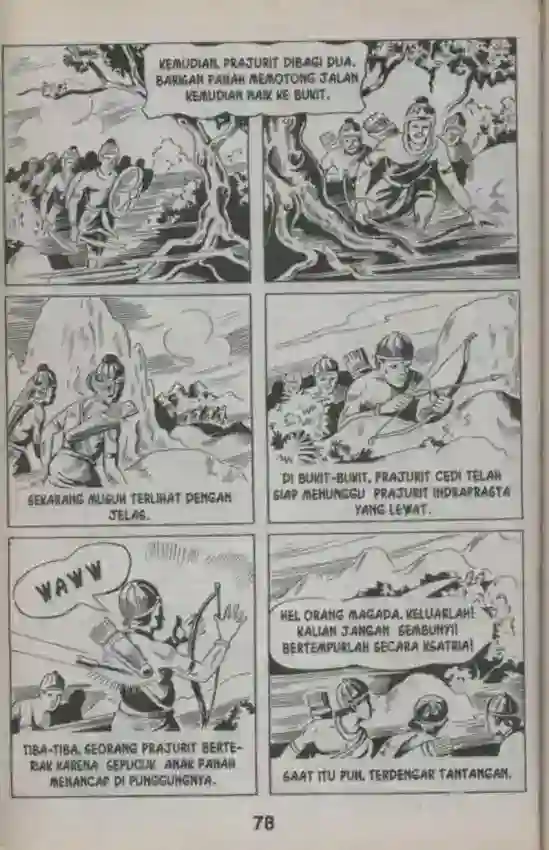 KEMUDIAN, PRAJURIT DIBAGI DUA.
BARISAN PANAH MEMOTONG JALAN
KEMUDIAN NAIK KE BUKIT.
SEKARANG MUSUH TERLIHAT DENGAN
JELAS.
DI BUKIT-BUKIT, PRAJURIT CEDI TELAH
SIAP MENUNGGU PRAJURIT INDRAPRASTA
YANG LEWAT.
WAWW
TIBA-TIBA, SEORANG PRAJURIT BERTE-
RIAK KARENA SEPUCUK ANAK PANAH
MENANCAP DI PUNGGUNGNYA.
HEI, ORANG MAGADA, KELUARLAH!
KALIAN JANGAN SEMBUNYI!
BERTEMPURLAH SECARA KSATRIA!
SAAT ITU PUN, TERDENGAR TANTANGAN.
78